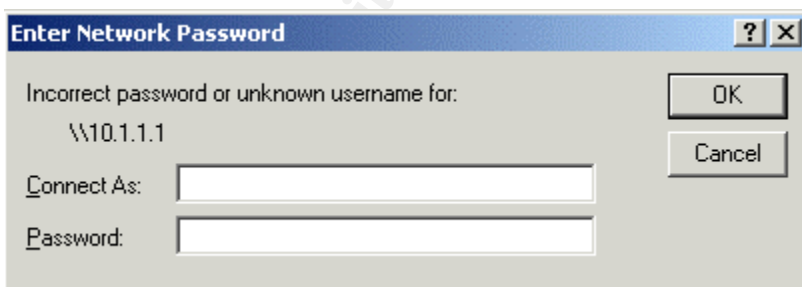 Enter Network Password
Incorrect password or unknown username for:
\\10.1.1.1
Connect As:
Password:
OK
Cancel